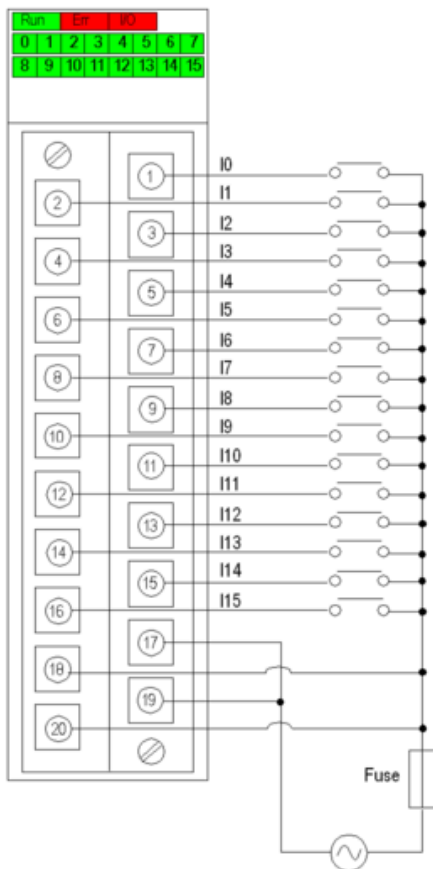 Run Err I/O
0 1 2 3 4 5 6 7
8 9 10 11 12 13 14 15
1 I0
2 I1
3 I2
4 I3
5 I4
6 I5
7 I6
8 I7
9 I8
10 I9
11 I10
12 I11
13 I12
14 I13
15 I14
16 I15
17
18
19
20
Fuse